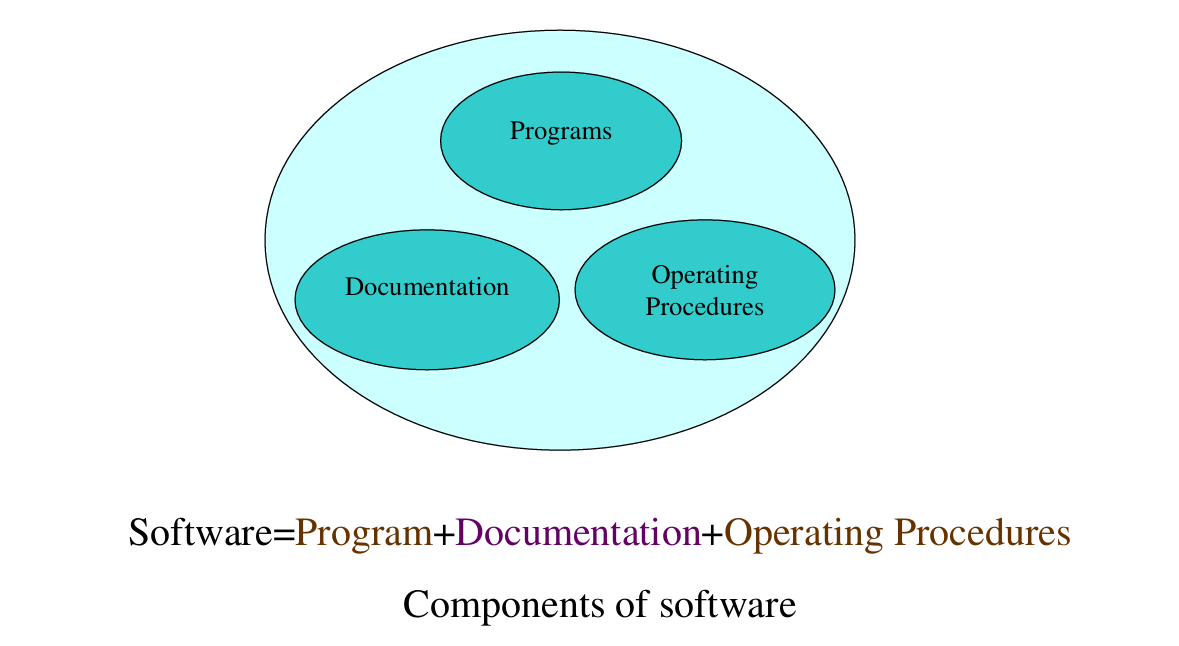 Programs
Documentation
Operating
Procedures
Software=Program+Documentation+Operating Procedures
Components of software